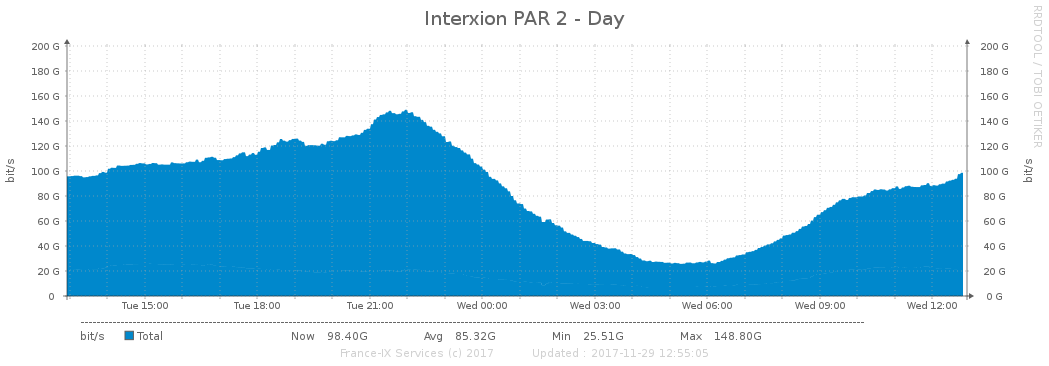 Interxion PAR 2 - Day
RRDTOOL / TOBI OETIKER
200 G 200 G
180 G 180 G
160 G 160 G
140 G 140 G
120 G 120 G
100 G 100 G
80 G 80 G
60 G 60 G
40 G 40 G
20 G 20 G
0 0 G
bit/s bit/s
Tue 15:00 Tue 18:00 Tue 21:00 Wed 00:00 Wed 03:00 Wed 06:00 Wed 09:00 Wed 12:00
bit/s Total Now 98.40G Avg 85.32G Min 25.51G Max 148.80G
France-IX Services (c) 2017 Updated : 2017-11-29 12:55:05